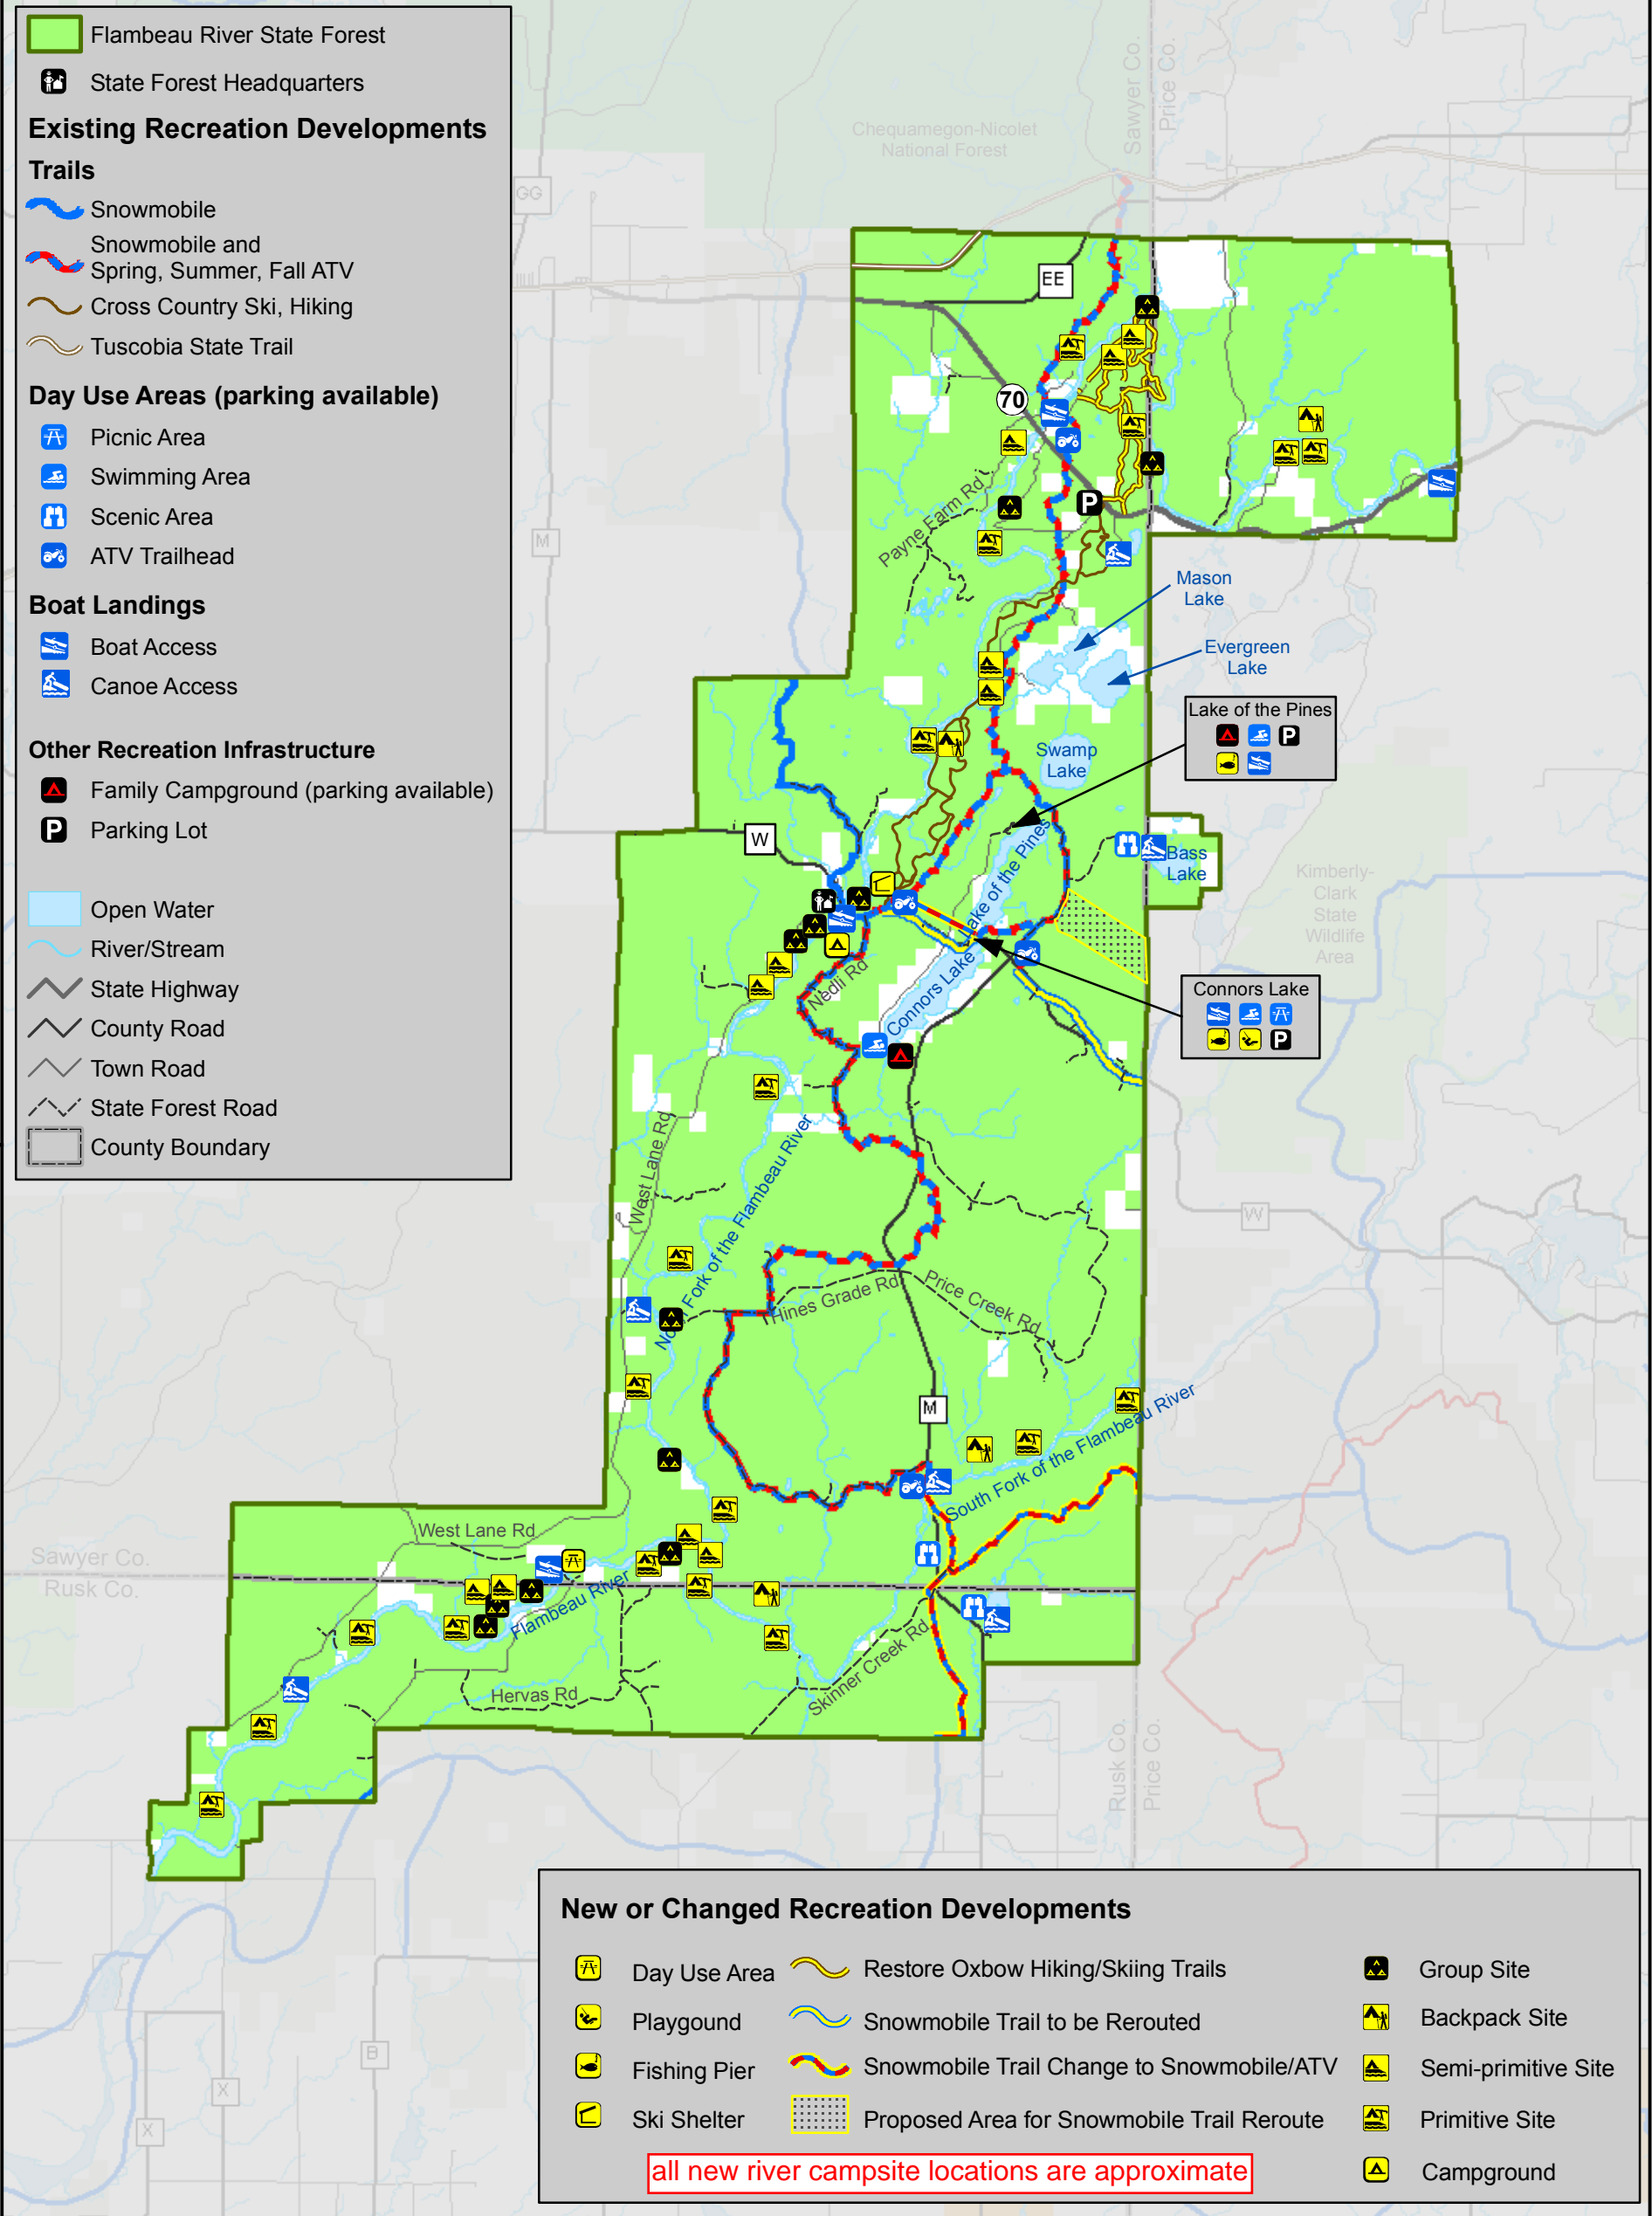 Flambeau River State Forest
State Forest Headquarters
Existing Recreation Developments
Trails
Snowmobile
Snowmobile and
Spring, Summer, Fall ATV
Cross Country Ski, Hiking
Tuscobia State Trail
Day Use Areas (parking available)
Picnic Area
Swimming Area
Scenic Area
ATV Trailhead
Boat Landings
Boat Access
Canoe Access
Other Recreation Infrastructure
Family Campground (parking available)
P Parking Lot
Open Water
River/Stream
State Highway
County Road
Town Road
State Forest Road
County Boundary
Chequamegon-Nicolet
National Forest
Sawyer Co.
Price Co.
GG
EE
70
M
P
Payne Farm Rd
Mason
Lake
Evergreen
Lake
Lake of the Pines
P
Swamp
Lake
W
Lake of the Pines
Bass
Lake
Kimberly-
Clark
State
Wildlife
Area
Nedli Rd
Connors Lake
Connors Lake
P
West Lane Rd
North Fork of the Flambeau River
W
Hines Grade Rd
Price Creek Rd
M
South Fork of the Flambeau River
West Lane Rd
Sawyer Co.
Rusk Co.
Flambeau River
Skinner Creek Rd
Hervas Rd
Rusk Co.
Price Co.
B
X
X
New or Changed Recreation Developments
Day Use Area
Playgound
Fishing Pier
Ski Shelter
Restore Oxbow Hiking/Skiing Trails
Snowmobile Trail to be Rerouted
Snowmobile Trail Change to Snowmobile/ATV
Proposed Area for Snowmobile Trail Reroute
Group Site
Backpack Site
Semi-primitive Site
Primitive Site
Campground
all new river campsite locations are approximate